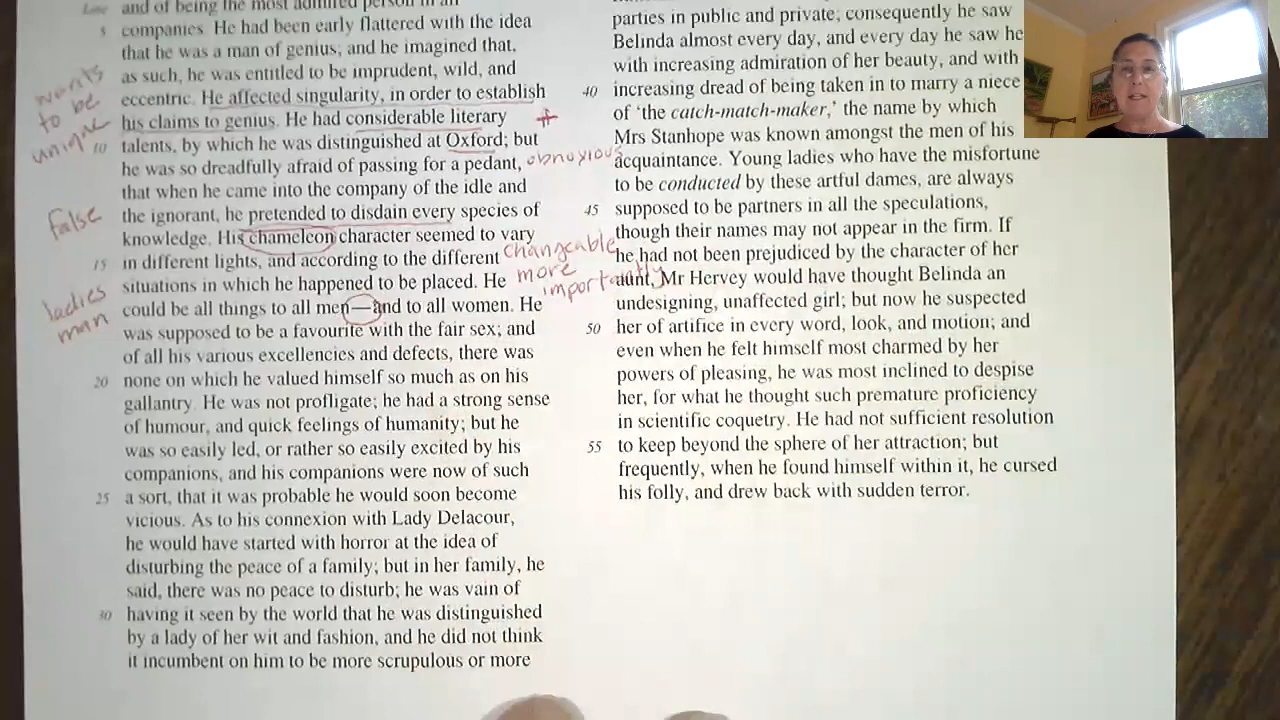 Line and of being the most admired person in all
5 companies. He had been early flattered with the idea
that he was a man of genius; and he imagined that,
as such, he was entitled to be imprudent, wild, and
eccentric. He affected singularity, in order to establish
his claims to genius. He had considerable literary
10 talents, by which he was distinguished at Oxford; but
he was so dreadfully afraid of passing for a pedant,
that when he came into the company of the idle and
the ignorant, he pretended to disdain every species of
knowledge. His chameleon character seemed to vary
15 in different lights, and according to the different
situations in which he happened to be placed. He
could be all things to all men—and to all women. He
was supposed to be a favourite with the fair sex; and
of all his various excellencies and defects, there was
20 none on which he valued himself so much as on his
gallantry. He was not profligate; he had a strong sense
of humour, and quick feelings of humanity; but he
was so easily led, or rather so easily excited by his
companions, and his companions were now of such
25 a sort, that it was probable he would soon become
vicious. As to his connexion with Lady Delacour,
he would have started with horror at the idea of
disturbing the peace of a family; but in her family, he
said, there was no peace to disturb; he was vain of
30 having it seen by the world that he was distinguished
by a lady of her wit and fashion, and he did not think
it incumbent on him to be more scrupulous or more
wants
to be
unique
false
ladies
man
+
obnoxious
changeable
more
importantly
parties in public and private; consequently he saw
Belinda almost every day, and every day he saw he
with increasing admiration of her beauty, and with
40 increasing dread of being taken in to marry a niece
of ‘the catch-match-maker,’ the name by which
Mrs Stanhope was known amongst the men of his
acquaintance. Young ladies who have the misfortune
to be conducted by these artful dames, are always
45 supposed to be partners in all the speculations,
though their names may not appear in the firm. If
he had not been prejudiced by the character of her
aunt, Mr Hervey would have thought Belinda an
undesigning, unaffected girl; but now he suspected
50 her of artifice in every word, look, and motion; and
even when he felt himself most charmed by her
powers of pleasing, he was most inclined to despise
her, for what he thought such premature proficiency
in scientific coquetry. He had not sufficient resolution
55 to keep beyond the sphere of her attraction; but
frequently, when he found himself within it, he cursed
his folly, and drew back with sudden terror.